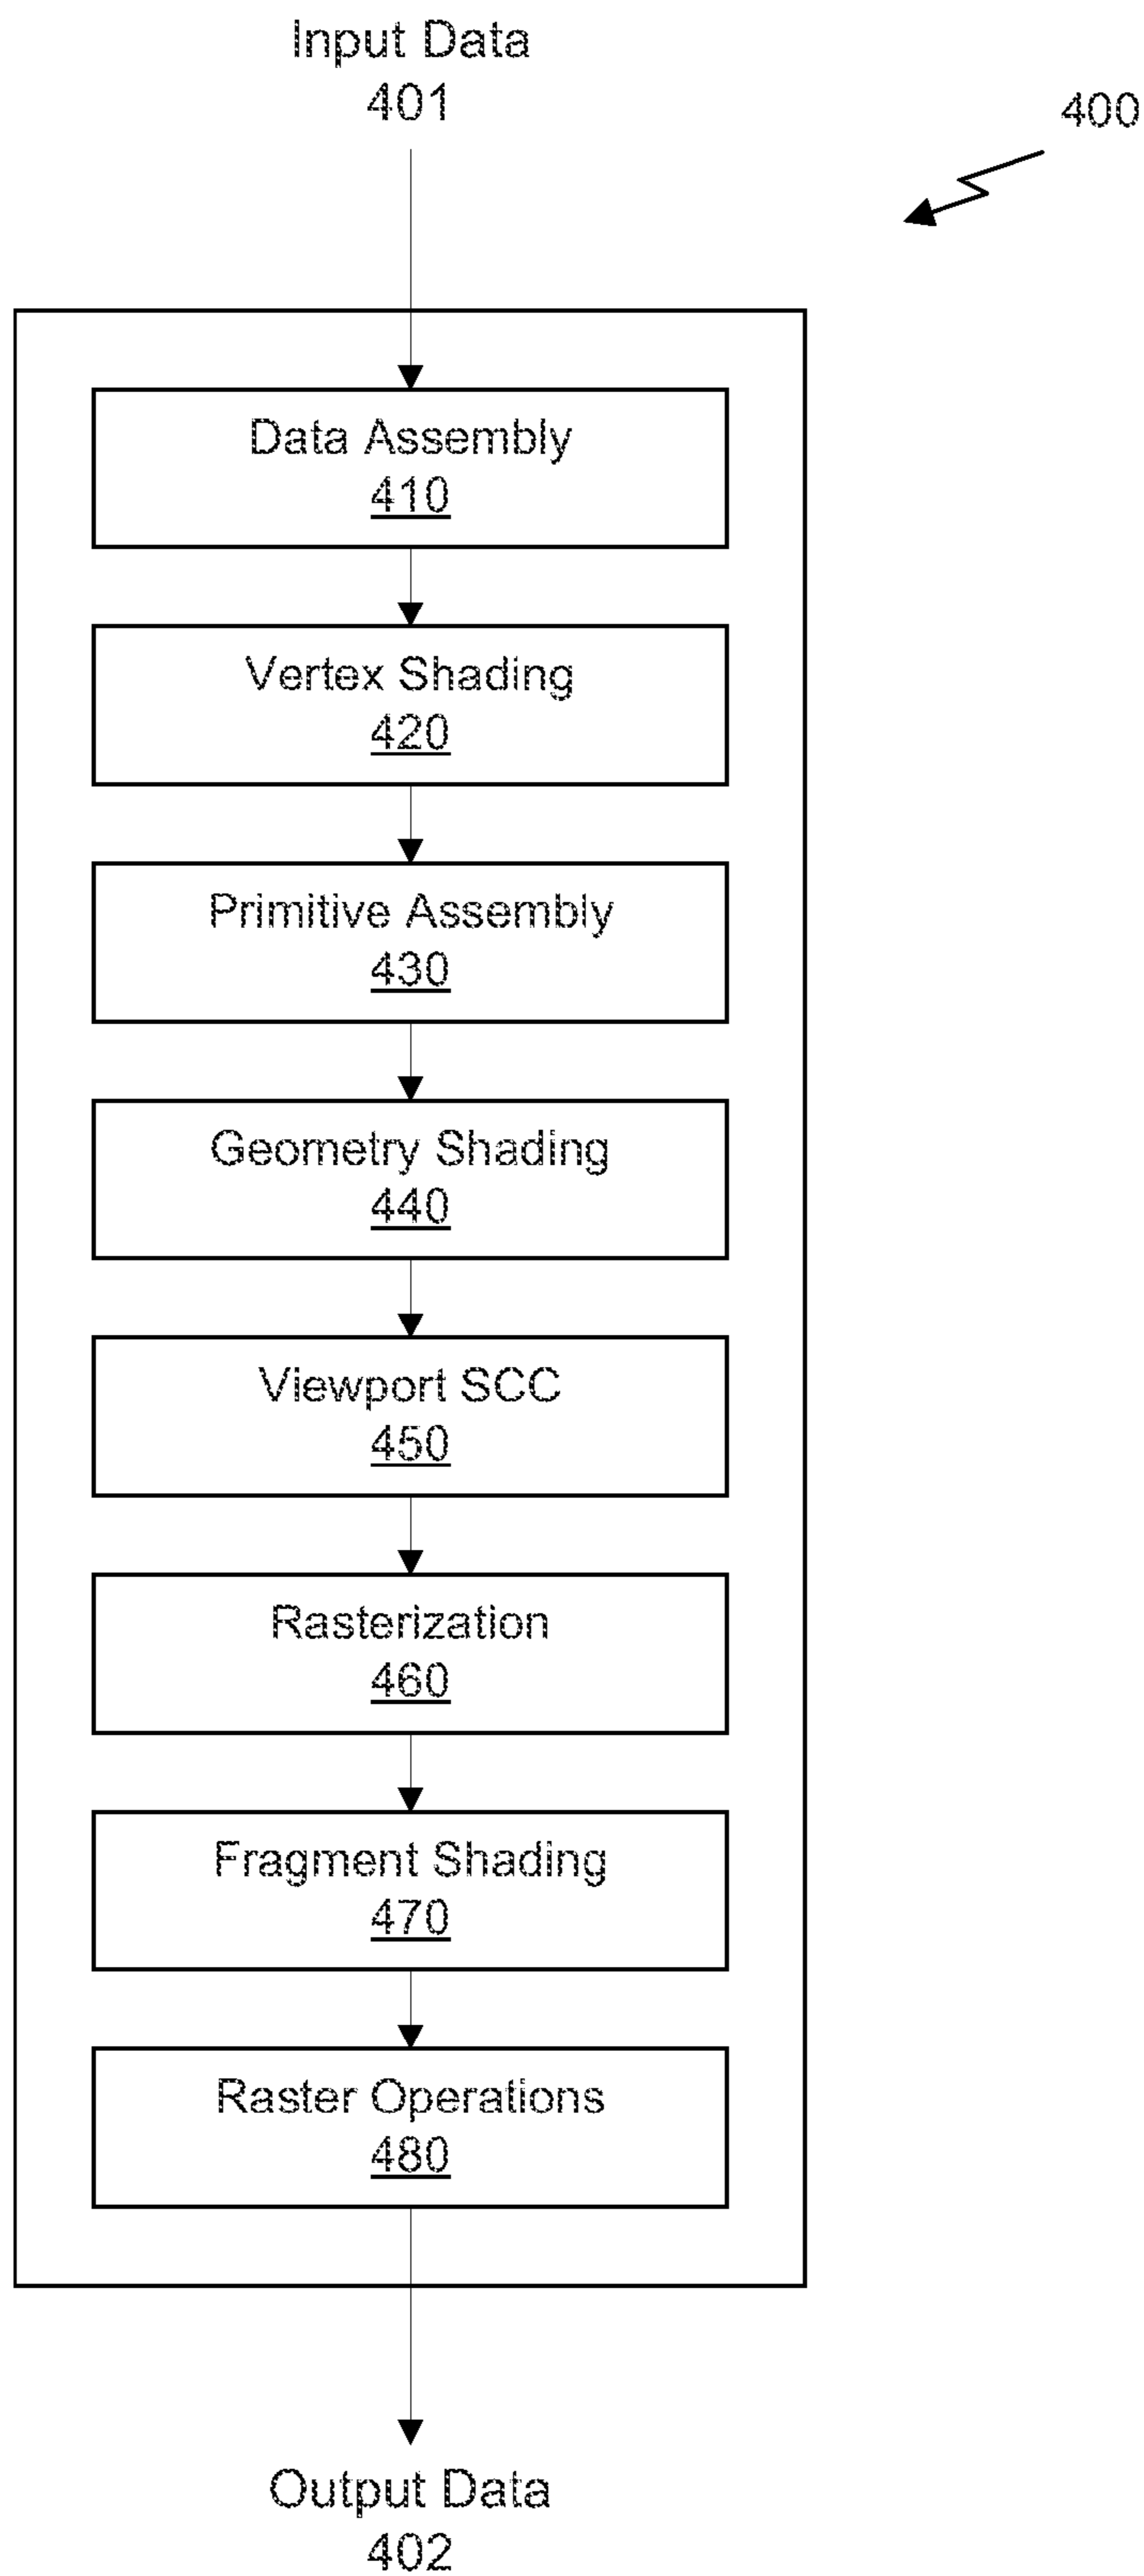 Input Data
401
400
Data Assembly
410
Vertex Shading
420
Primitive Assembly
430
Geometry Shading
440
Viewport SCC
450
Rasterization
460
Fragment Shading
470
Raster Operations
480
Output Data
402